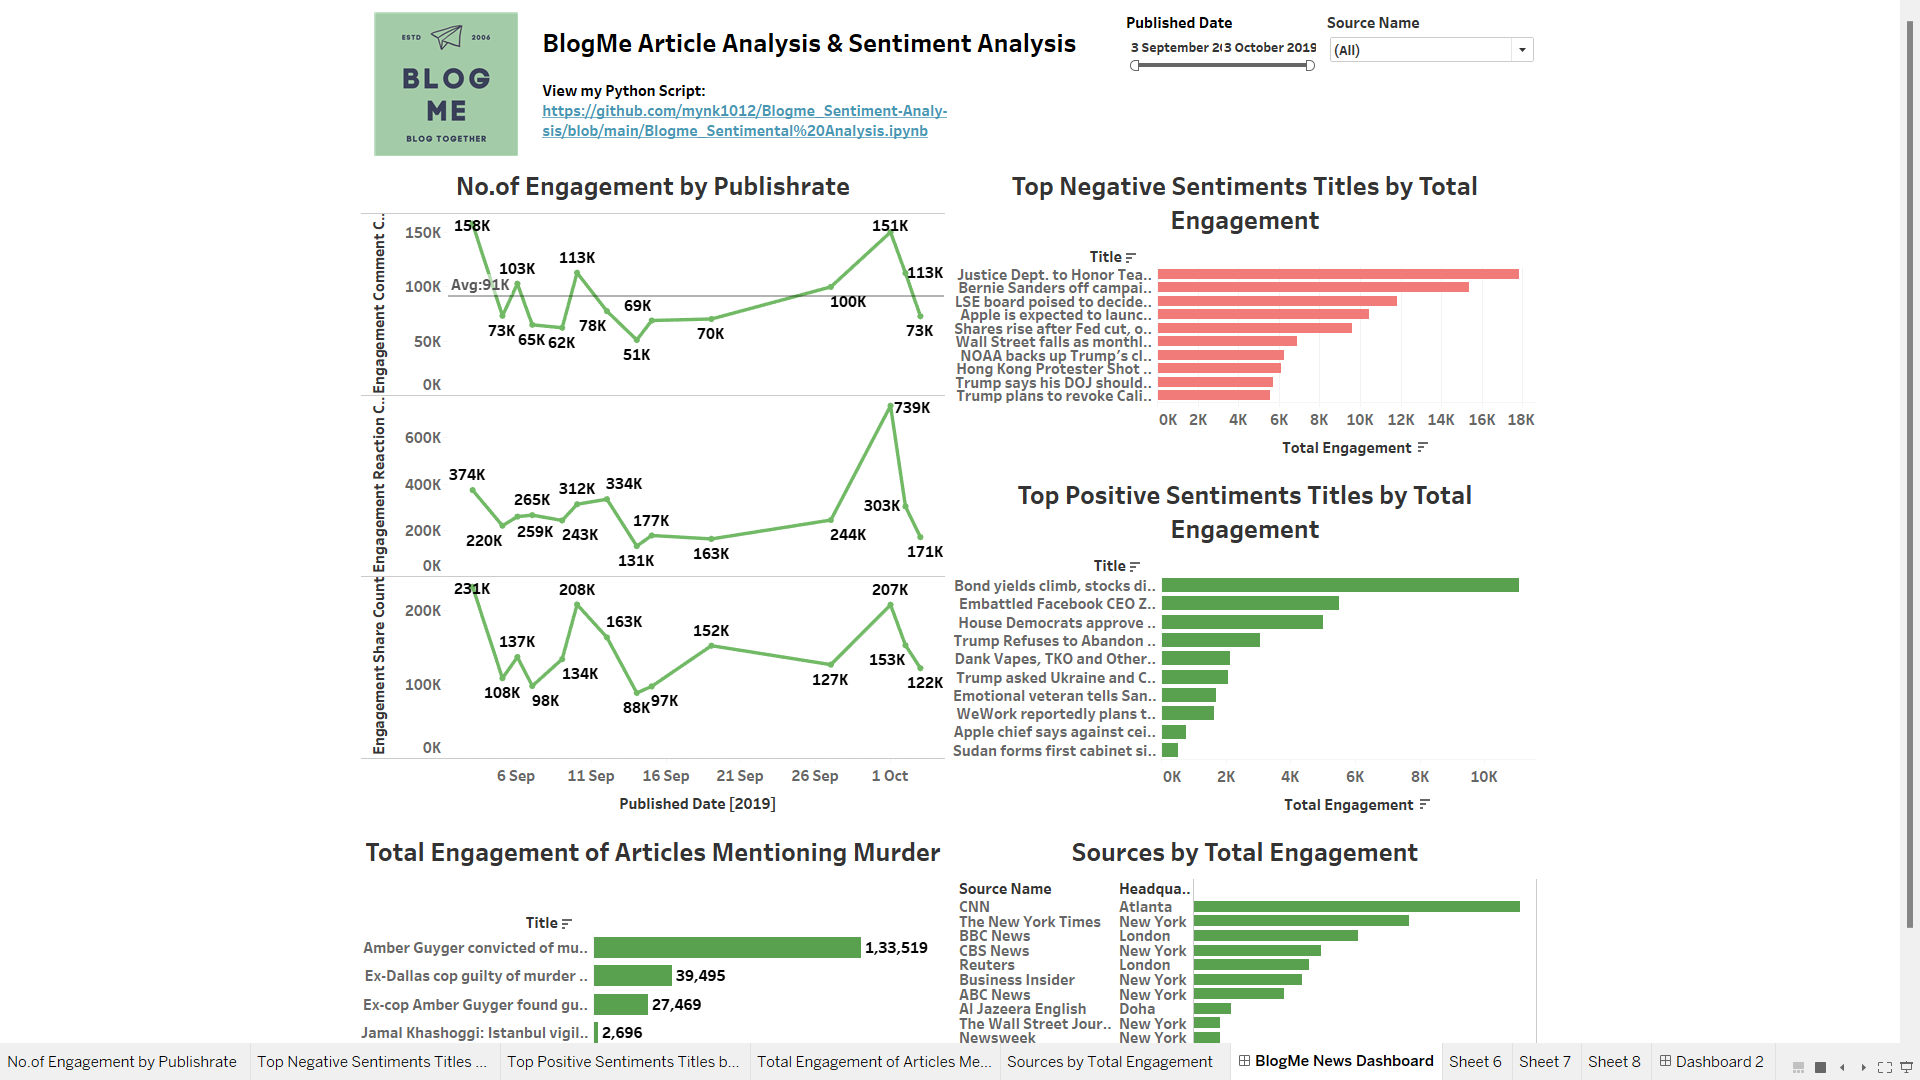 ESTD 2006
BLOG
ME
BLOG TOGETHER
BlogMe Article Analysis & Sentiment Analysis
View my Python Script:
https://github.com/mynk1012/Blogme_Sentiment-Analy-
sis/blob/main/Blogme_Sentimental%20Analysis.ipynb
Published Date
3 September 2( 3 October 2019
Source Name
(All)
No.of Engagement by Publishrate
Engagement Comment C..
150K
100K
50K
0K
Avg:91K
158K
73K
103K
65K
62K
113K
78K
51K
69K
70K
100K
151K
113K
73K
Engagement Reaction C..
600K
400K
200K
0K
374K
220K
265K
259K
243K
312K
334K
131K
177K
163K
244K
739K
303K
171K
Engagement Share Count
200K
100K
0K
231K
108K
137K
98K
134K
208K
163K
88K
97K
152K
127K
207K
153K
122K
6 Sep 11 Sep 16 Sep 21 Sep 26 Sep 1 Oct
Published Date [2019]
Top Negative Sentiments Titles by Total
Engagement
Title
Justice Dept. to Honor Tea..
Bernie Sanders off campai..
LSE board poised to decide..
Apple is expected to launc..
Shares rise after Fed cut, o..
Wall Street falls as monthl..
NOAA backs up Trump's cl..
Hong Kong Protester Shot ..
Trump says his DOJ should..
Trump plans to revoke Cali..
0K 2K 4K 6K 8K 10K 12K 14K 16K 18K
Total Engagement
Top Positive Sentiments Titles by Total
Engagement
Title
Bond yields climb, stocks di..
Embattled Facebook CEO Z..
House Democrats approve ..
Trump Refuses to Abandon ..
Dank Vapes, TKO and Other..
Trump asked Ukraine and C..
Emotional veteran tells San..
WeWork reportedly plans t..
Apple chief says against cei..
Sudan forms first cabinet si..
0K 2K 4K 6K 8K 10K
Total Engagement
Total Engagement of Articles Mentioning Murder
Title
Amber Guyger convicted of mu.. 1,33,519
Ex-Dallas cop guilty of murder .. 39,495
Ex-cop Amber Guyger found gu.. 27,469
Jamal Khashoggi: Istanbul vigil.. 2,696
Sources by Total Engagement
Source Name Headqua..
CNN Atlanta
The New York Times New York
BBC News London
CBS News New York
Reuters London
Business Insider New York
ABC News New York
Al Jazeera English Doha
The Wall Street Jour.. New York
Newsweek New York
No.of Engagement by Publishrate Top Negative Sentiments Titles ... Top Positive Sentiments Titles b... Total Engagement of Articles Me... Sources by Total Engagement BlogMe News Dashboard Sheet 6 Sheet 7 Sheet 8 Dashboard 2